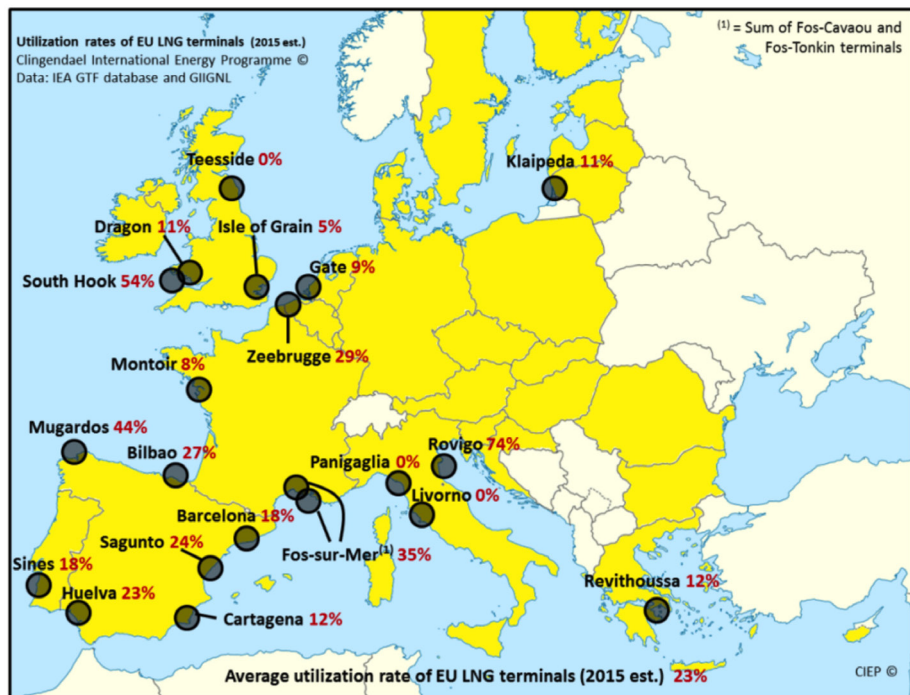 Utilization rates of EU LNG terminals (2015 est.)
Clingendael International Energy Programme ©
Data: IEA GTF database and GIIGNL
(1) = Sum of Fos-Cavaou and
Fos-Tonkin terminals
Teesside 0%
Klaipeda 11%
Dragon 11%
Isle of Grain 5%
South Hook 54%
Gate 9%
Zeebrugge 29%
Montoir 8%
Mugardos 44%
Bilbao 27%
Rovigo 74%
Panigaglia 0%
Livorno 0%
Barcelona 18%
Fos-sur-Mer(1) 35%
Sagunto 24%
Sines 18%
Huelva 23%
Cartagena 12%
Revithoussa 12%
Average utilization rate of EU LNG terminals (2015 est.) 23%
CIEP ©